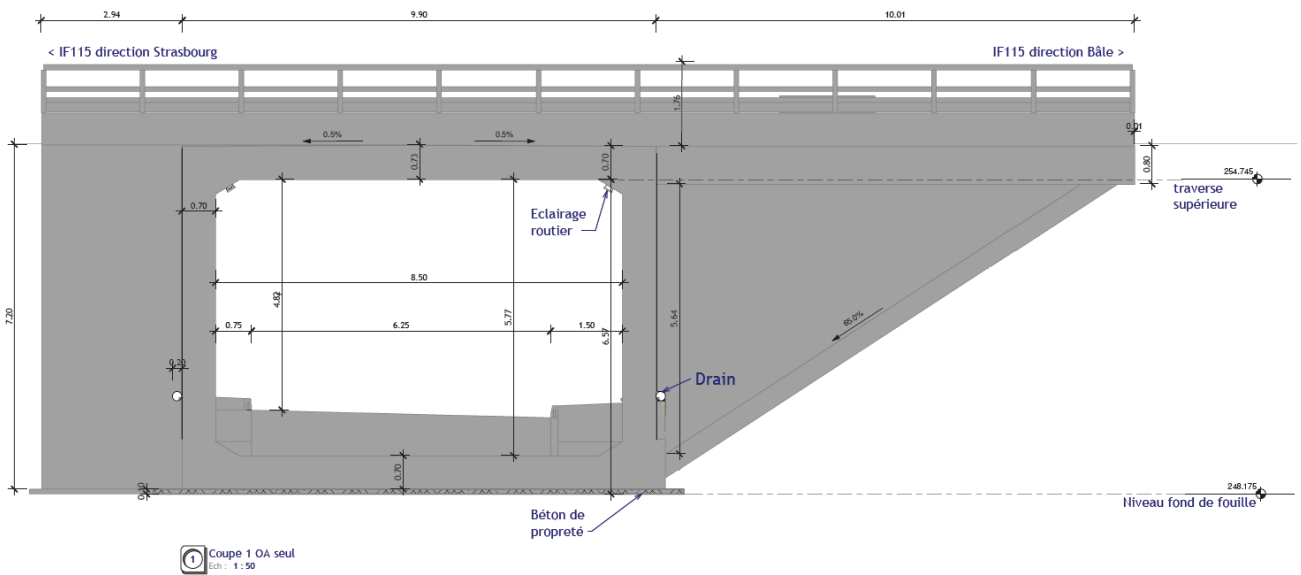 2.94
9.90
10.01
< IF115 direction Strasbourg
IF115 direction Bâle >
1.76
0.01
0.5%
0.5%
0.73
0.70
0.80
254.745
traverse
supérieure
0.70
Eclairage
routier
8.50
4.82
5.77
6.57
5.64
7.20
0.75
6.25
1.50
65.0%
0.20
Drain
0.70
248.175
Niveau fond de fouille
Béton de
propreté
1
Coupe 1 OA seul
Ech : 1 : 50